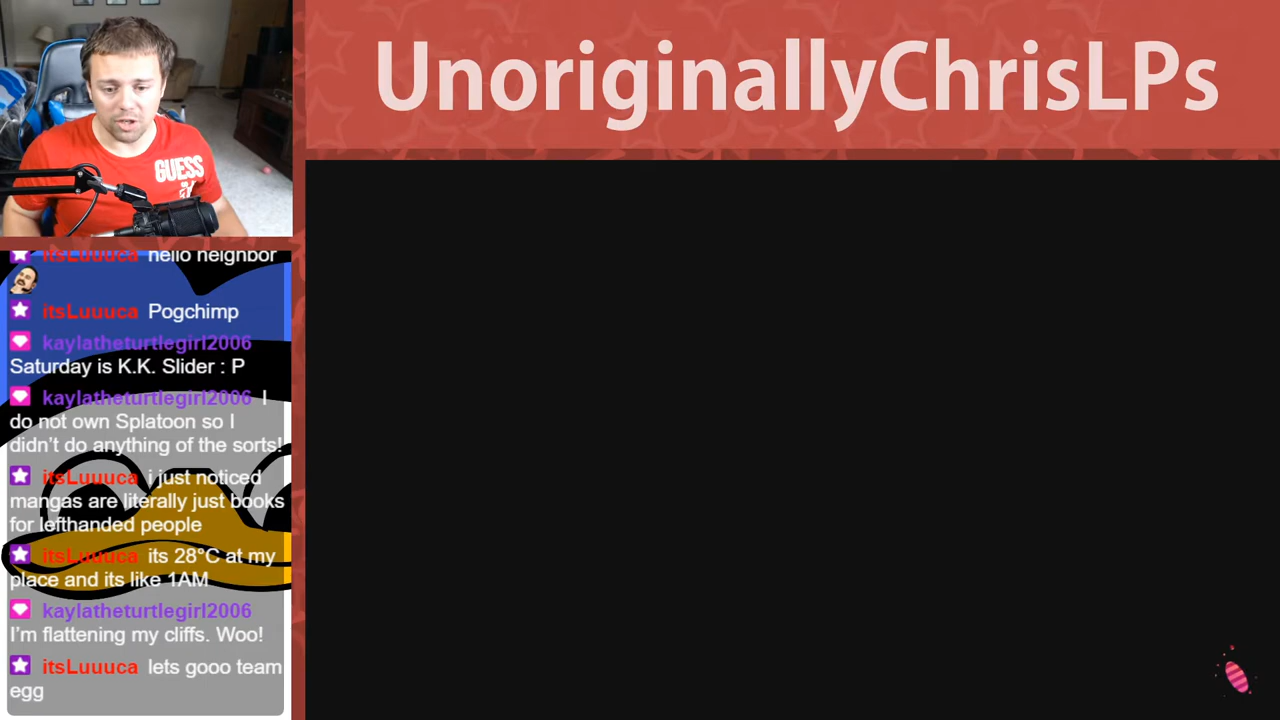 UnoriginallyChrisLPs
GUESS
itsLuuuca hello neighbor
itsLuuuca Pogchimp
kaylatheturtlegirl2006
Saturday is K.K. Slider : P
kaylatheturtlegirl2006 I
do not own Splatoon so I
didn't do anything of the sorts!
itsLuuuca i just noticed
mangas are literally just books
for lefthanded people
itsLuuuca its 28°C at my
place and its like 1AM
kaylatheturtlegirl2006
I'm flattening my cliffs. Woo!
itsLuuuca lets gooo team
egg